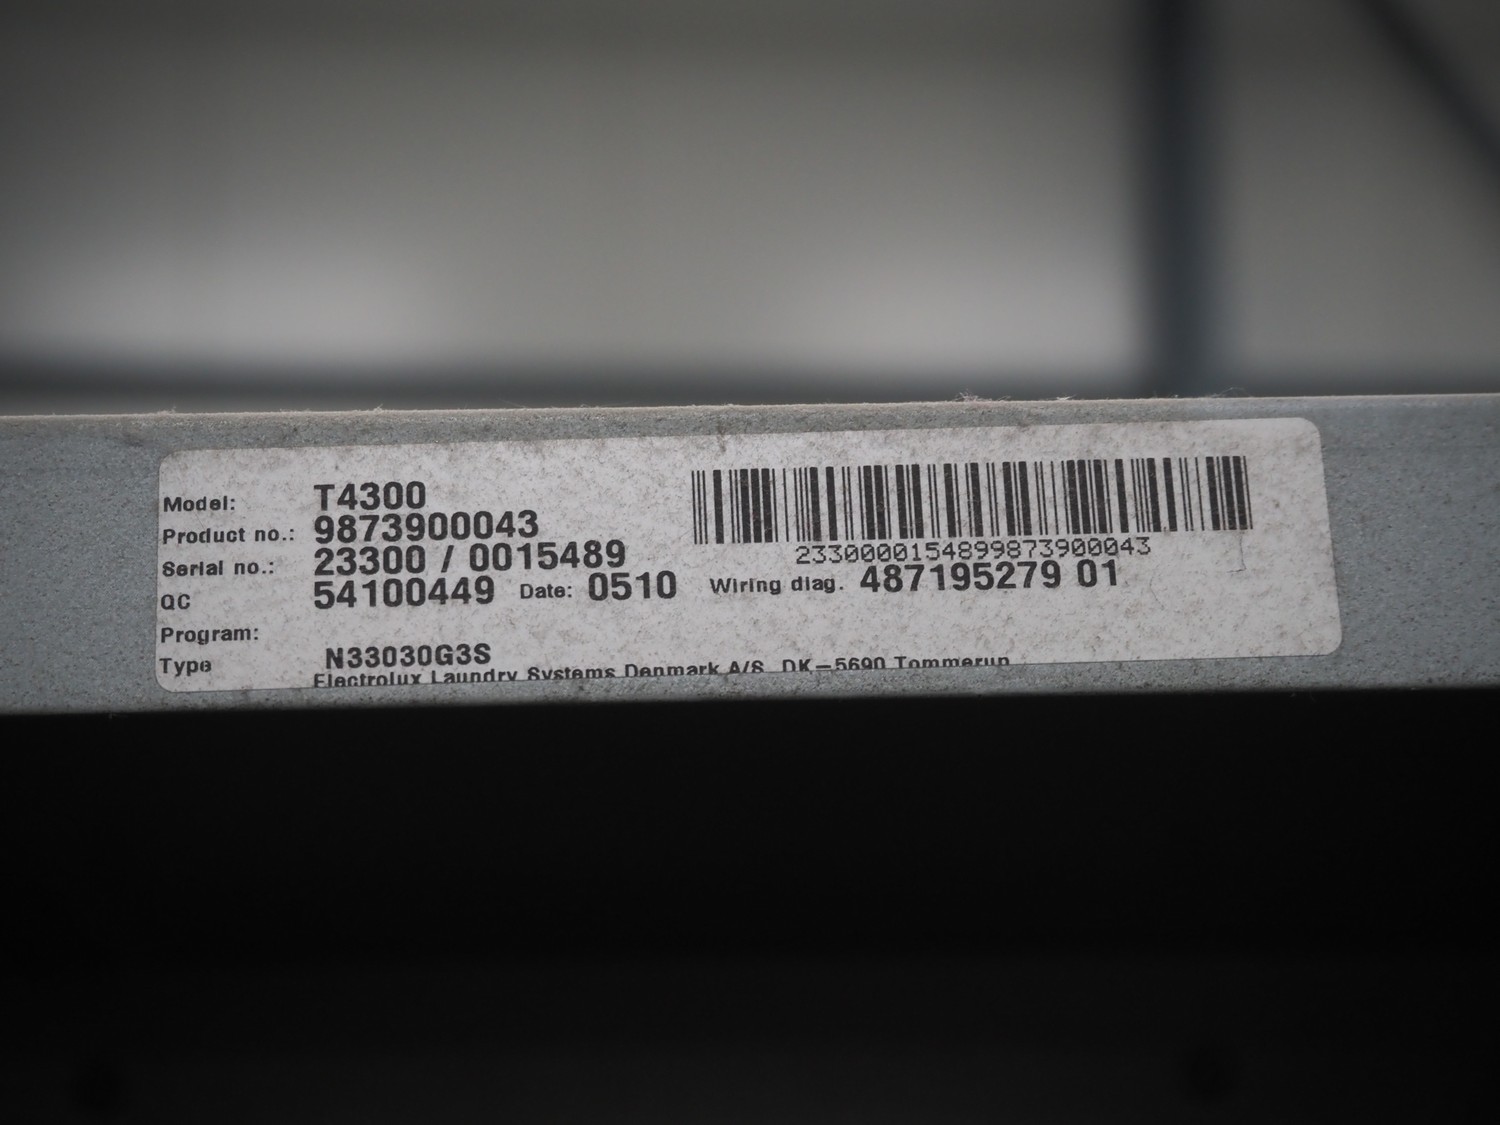 Model: T4300
Product no.: 9873900043
Serial no.: 23300 / 0015489
2330000154899873900043
QC 54100449 Date: 0510 Wiring diag. 487195279 01
Program:
Type N33030G3S
Electrolux Laundry Systems Denmark A/S DK-5690 Tommerup